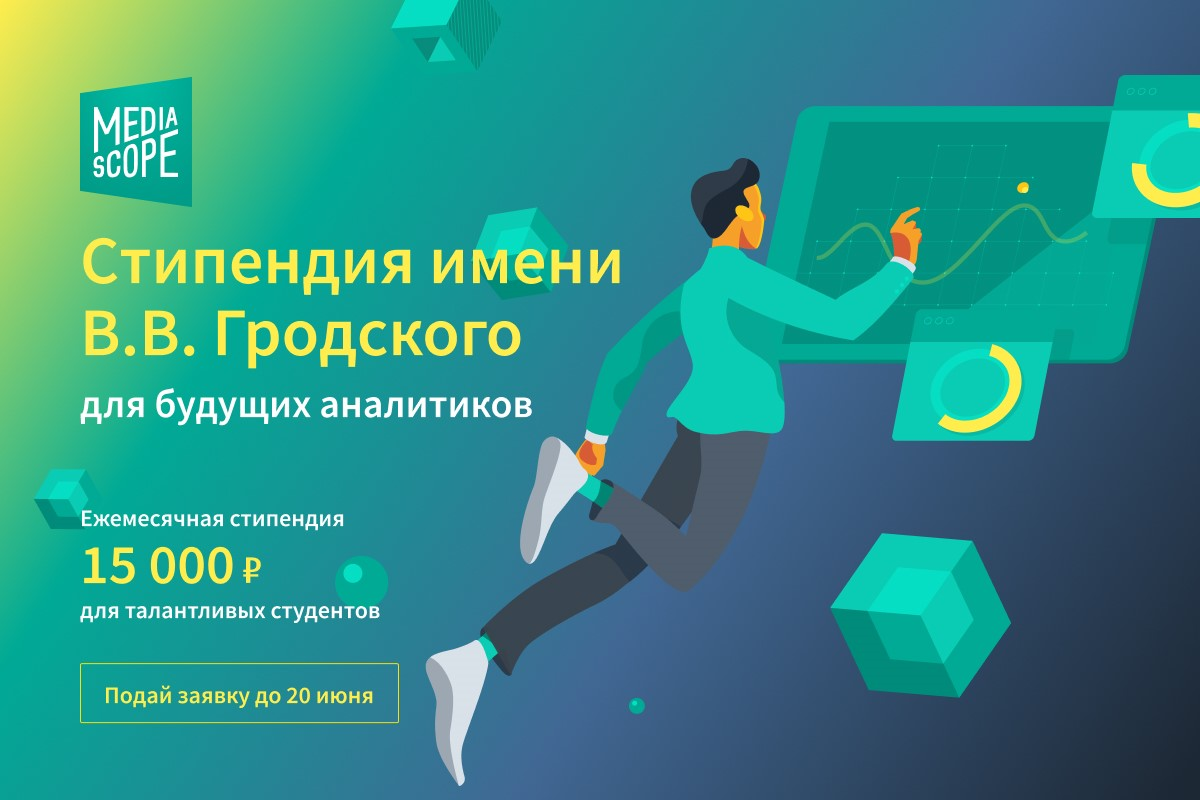 MEDIA
SCOPE
Стипендия имени
В.В. Гродского
для будущих аналитиков
Ежемесячная стипендия
15 000 ₽
для талантливых студентов
Подай заявку до 20 июня